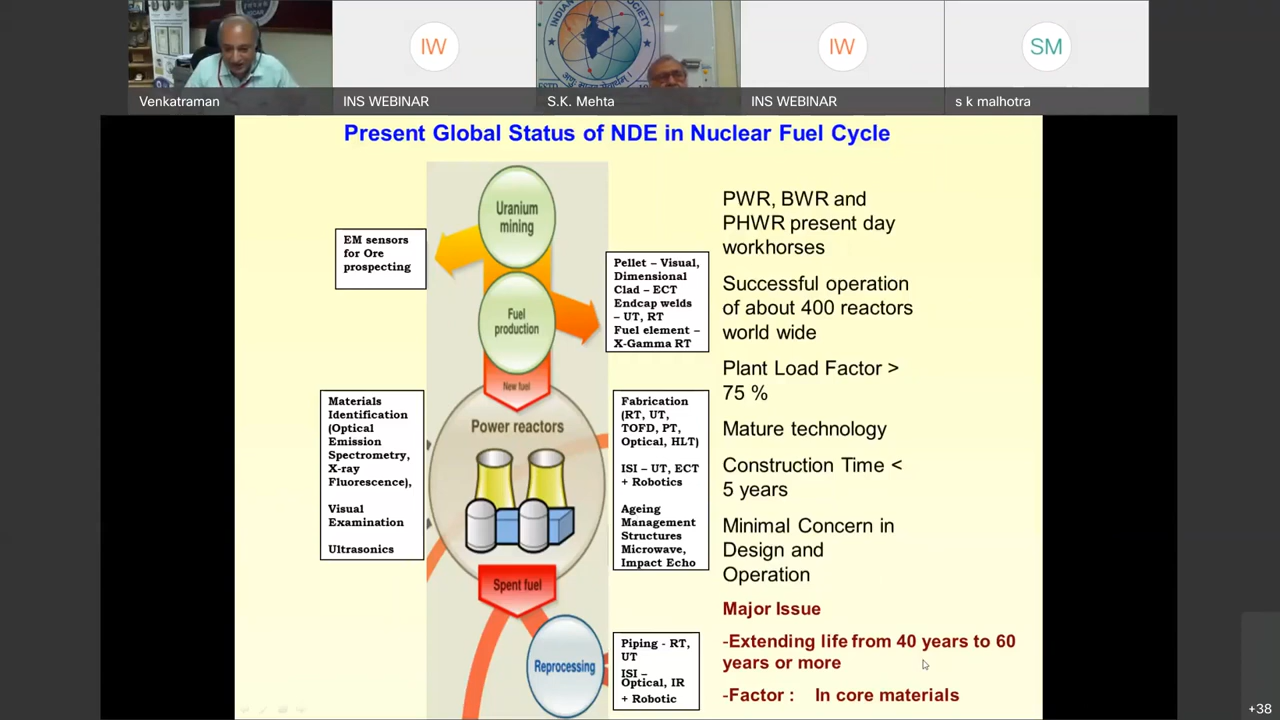 IW
INDIAN
SOCIETY
IW
SM
Venkatraman
INS WEBINAR
S.K. Mehta
INS WEBINAR
s k malhotra
Present Global Status of NDE in Nuclear Fuel Cycle
Uranium
mining
EM sensors
for Ore
prospecting
Pellet – Visual,
Dimensional
Clad – ECT
Endcap welds
– UT, RT
Fuel element –
X-Gamma RT
Fuel
production
New fuel
Materials
Identification
(Optical
Emission
Spectrometry,
X-ray
Fluorescence),
Visual
Examination
Ultrasonics
Power reactors
Fabrication
(RT, UT,
TOFD, PT,
Optical, HLT)
ISI – UT, ECT
+ Robotics
Ageing
Management
Structures
Microwave,
Impact Echo
Spent fuel
Reprocessing
Piping - RT,
UT
ISI –
Optical, IR
+ Robotic
PWR, BWR and
PHWR present day
workhorses
Successful operation
of about 400 reactors
world wide
Plant Load Factor >
75 %
Mature technology
Construction Time <
5 years
Minimal Concern in
Design and
Operation
Major Issue
-Extending life from 40 years to 60
years or more
-Factor : In core materials
+38